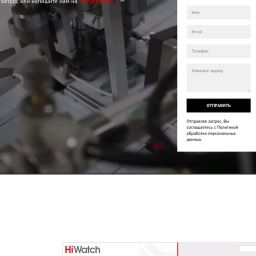 запрос или напишите нам на
Имя
Email
Телефон
Опишите задачу
ОТПРАВИТЬ
Отправляя запрос, Вы
соглашаетесь с Политикой
обработки персональных
данных
HiWatch